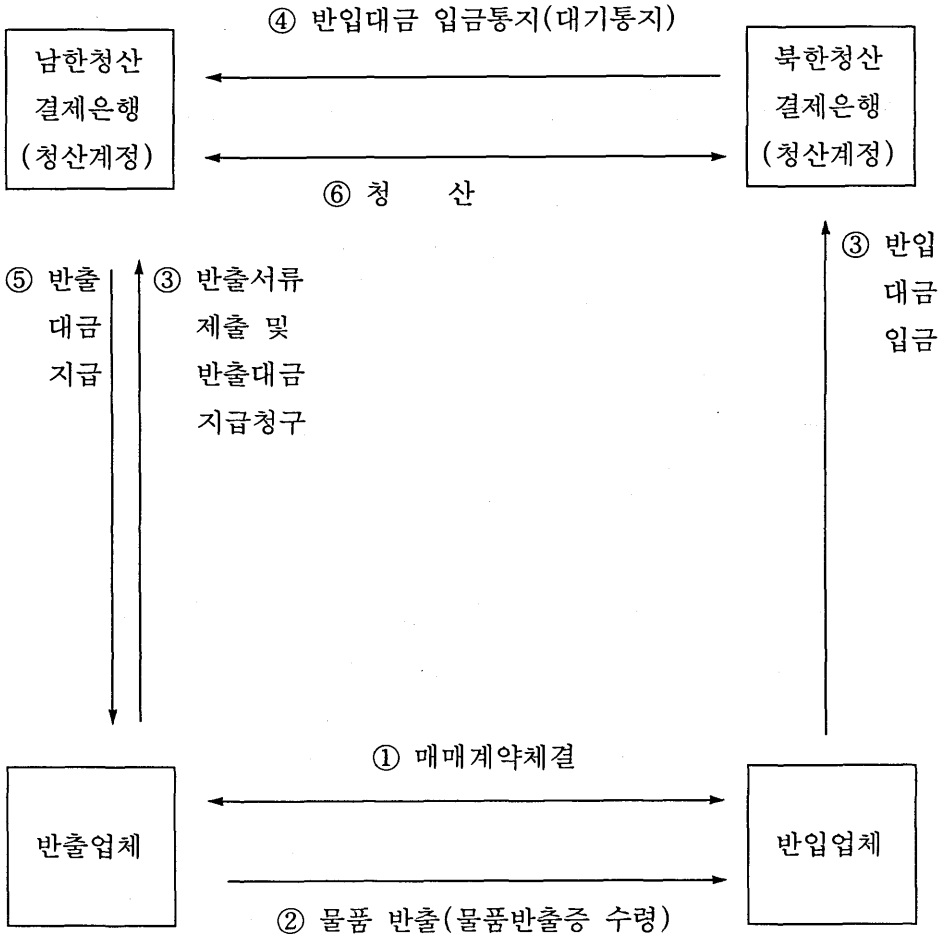 ④ 반입대금 입금통지(대기통지)
남한청산
결제은행
(청산계정)
북한청산
결제은행
(청산계정)
⑥ 청 산
⑤ 반출
대금
지급
③ 반출서류
제출 및
반출대금
지급청구
③ 반입
대금
입금
① 매매계약체결
반출업체
반입업체
② 물품 반출(물품반출증 수령)